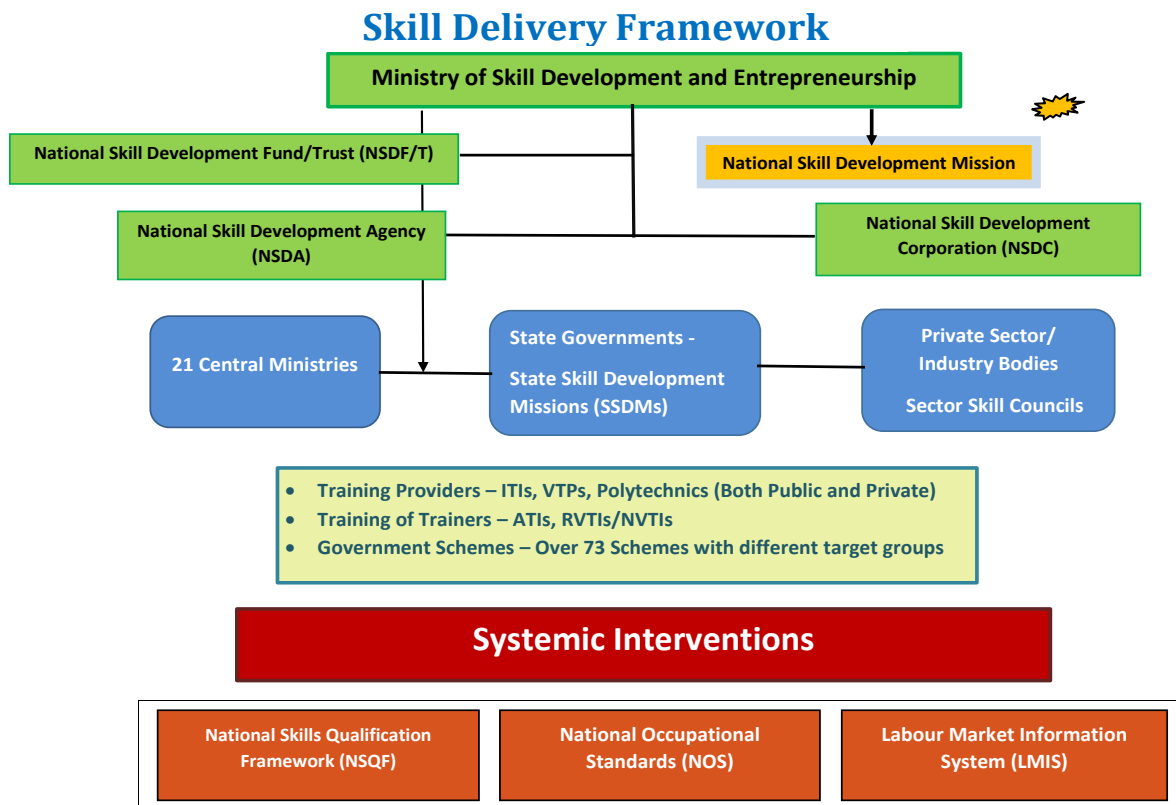 Skill Delivery Framework
Ministry of Skill Development and Entrepreneurship
National Skill Development Fund/Trust (NSDF/T)
National Skill Development Mission
National Skill Development Agency
(NSDA)
National Skill Development
Corporation (NSDC)
21 Central Ministries
State Governments -
State Skill Development
Missions (SSDMs)
Private Sector/
Industry Bodies
Sector Skill Councils
• Training Providers – ITIs, VTPs, Polytechnics (Both Public and Private)
• Training of Trainers – ATIs, RVTIs/NVTIs
• Government Schemes – Over 73 Schemes with different target groups
Systemic Interventions
National Skills Qualification
Framework (NSQF)
National Occupational
Standards (NOS)
Labour Market Information
System (LMIS)